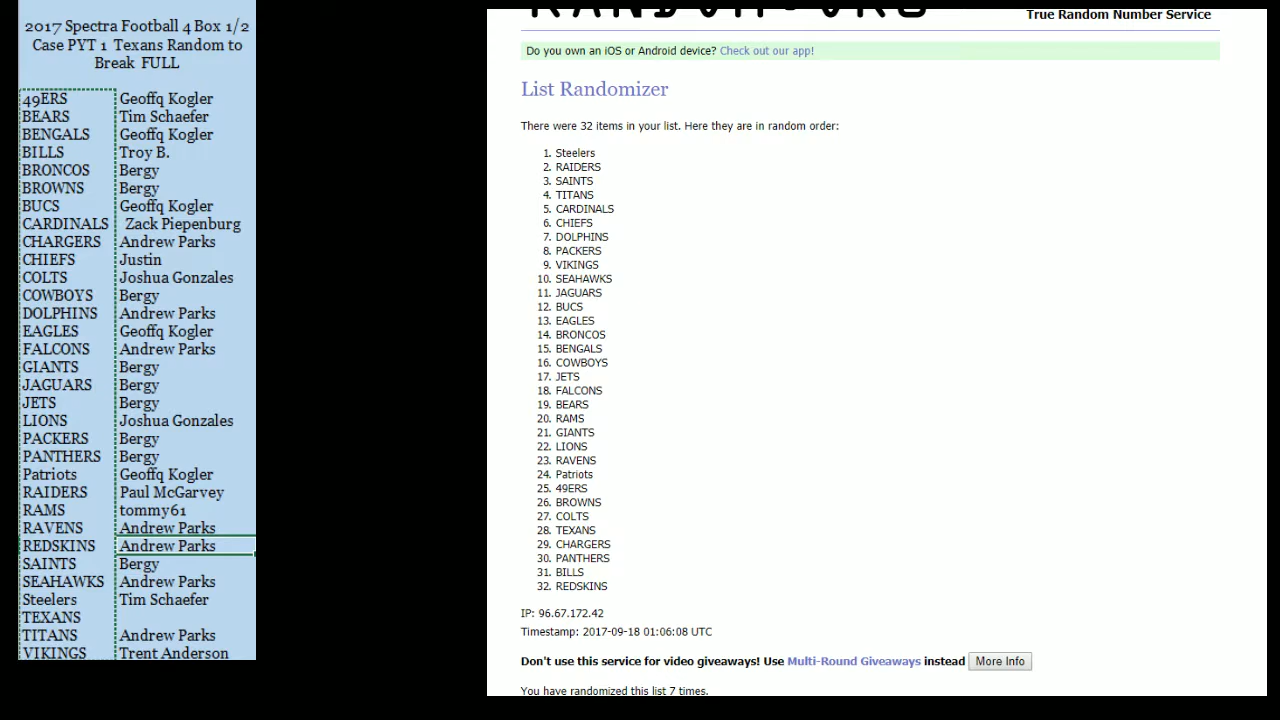 2017 Spectra Football 4 Box 1/2
Case PYT 1 Texans Random to
Break FULL
49ERS Geoffq Kogler
BEARS Tim Schaefer
BENGALS Geoffq Kogler
BILLS Troy B.
BRONCOS Bergy
BROWNS Bergy
BUCS Geoffq Kogler
CARDINALS Zack Piepenburg
CHARGERS Andrew Parks
CHIEFS Justin
COLTS Joshua Gonzales
COWBOYS Bergy
DOLPHINS Andrew Parks
EAGLES Geoffq Kogler
FALCONS Andrew Parks
GIANTS Bergy
JAGUARS Bergy
JETS Bergy
LIONS Joshua Gonzales
PACKERS Bergy
PANTHERS Bergy
Patriots Geoffq Kogler
RAIDERS Paul McGarvey
RAMS tommy61
RAVENS Andrew Parks
REDSKINS Andrew Parks
SAINTS Bergy
SEAHAWKS Andrew Parks
Steelers Tim Schaefer
TEXANS
TITANS Andrew Parks
VIKINGS Trent Anderson
RANDOM.ORG
True Random Number Service
Do you own an iOS or Android device? Check out our app!
List Randomizer
There were 32 items in your list. Here they are in random order:
1. Steelers
2. RAIDERS
3. SAINTS
4. TITANS
5. CARDINALS
6. CHIEFS
7. DOLPHINS
8. PACKERS
9. VIKINGS
10. SEAHAWKS
11. JAGUARS
12. BUCS
13. EAGLES
14. BRONCOS
15. BENGALS
16. COWBOYS
17. JETS
18. FALCONS
19. BEARS
20. RAMS
21. GIANTS
22. LIONS
23. RAVENS
24. Patriots
25. 49ERS
26. BROWNS
27. COLTS
28. TEXANS
29. CHARGERS
30. PANTHERS
31. BILLS
32. REDSKINS
IP: 96.67.172.42
Timestamp: 2017-09-18 01:06:08 UTC
Don't use this service for video giveaways! Use Multi-Round Giveaways instead More Info
You have randomized this list 7 times.